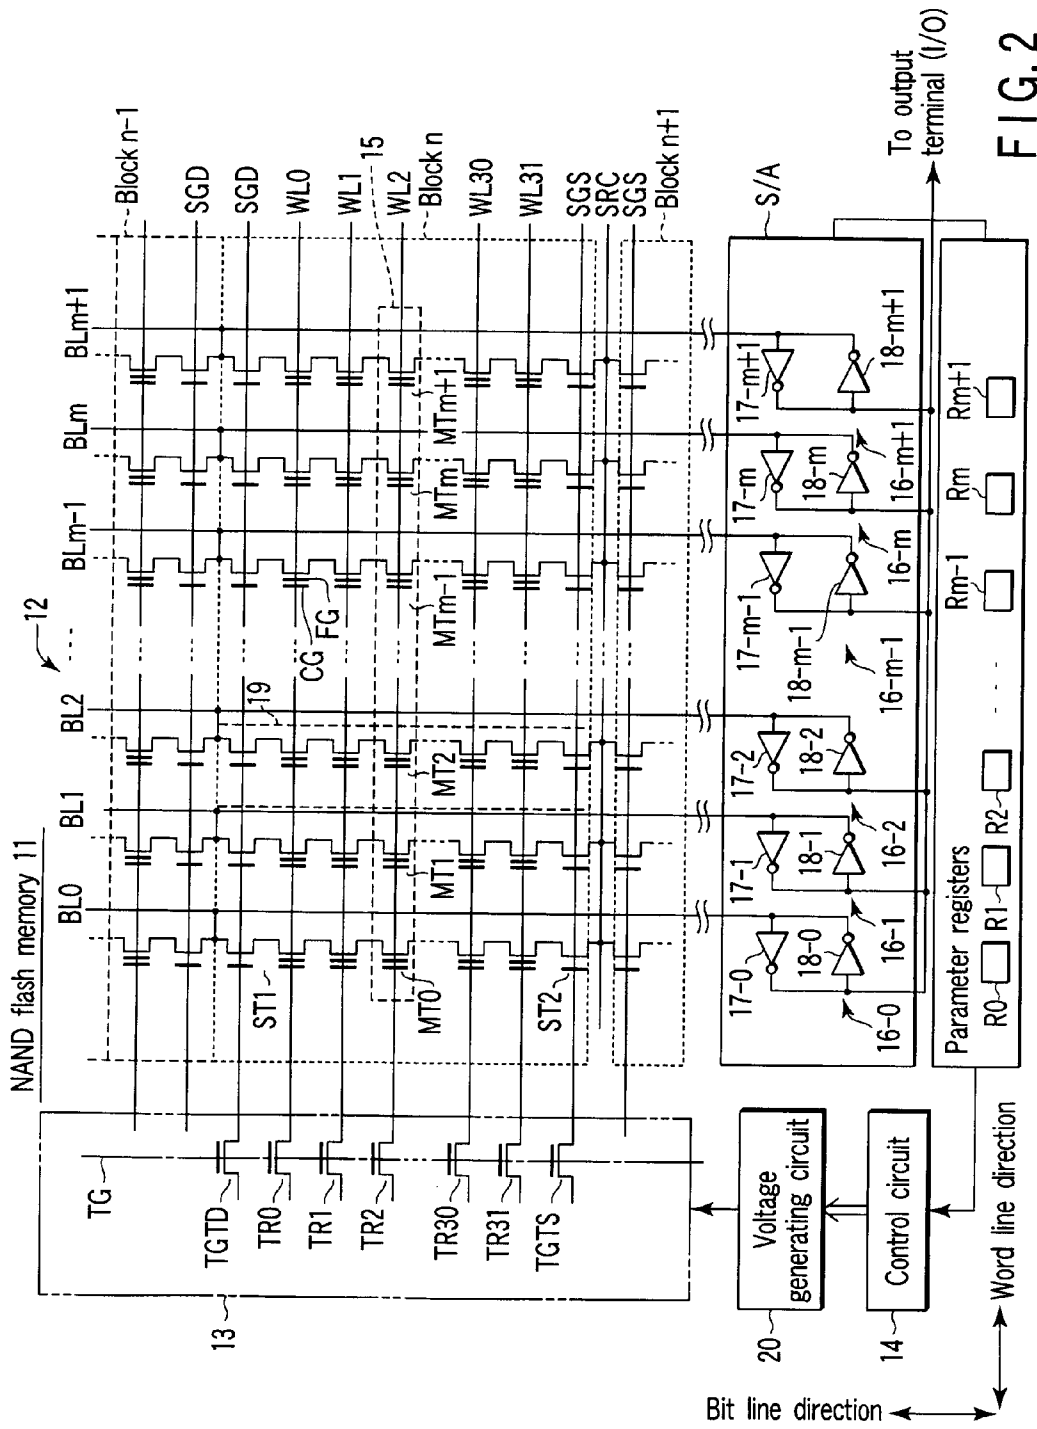 NAND flash memory 11
12
BL0
BL1
BL2
...
BLm-1
BLm
BLm+1
Block n-1
SGD
SGD
WL0
WL1
15
WL2
Block n
WL30
WL31
SGS
SRC
SGS
Block n+1
TG
TGTD
TR0
TR1
TR2
TR30
TR31
TGTS
13
ST1
19
CG
FG
MT0
MT1
MT2
MTm-1
MTm
MTm+1
ST2
S/A
17-0
17-1
17-2
17-m-1
17-m
17-m+1
18-0
18-1
18-2
18-m-1
18-m
18-m+1
16-0
16-1
16-2
16-m-1
16-m
16-m+1
To output
terminal (I/O)
Parameter registers
R0
R1
R2
...
Rm-1
Rm
Rm+1
20
Voltage
generating circuit
14
Control circuit
Bit line direction
Word line direction
FIG. 2